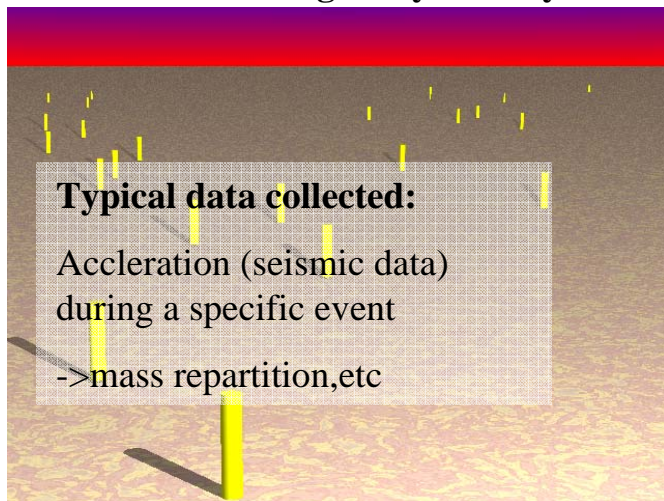 Typical data collected:
Accleration (seismic data)
during a specific event
->mass repartition,etc